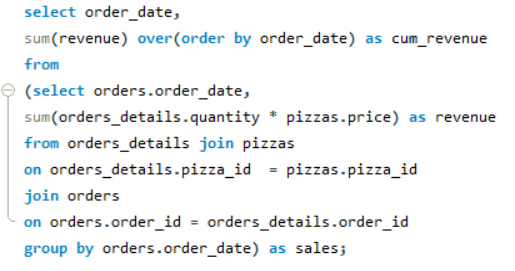 select order_date,
sum(revenue) over(order by order_date) as cum_revenue
from
(select orders.order_date,
sum(orders_details.quantity * pizzas.price) as revenue
from orders_details join pizzas
on orders_details.pizza_id  = pizzas.pizza_id
join orders
on orders.order_id = orders_details.order_id
group by orders.order_date) as sales;